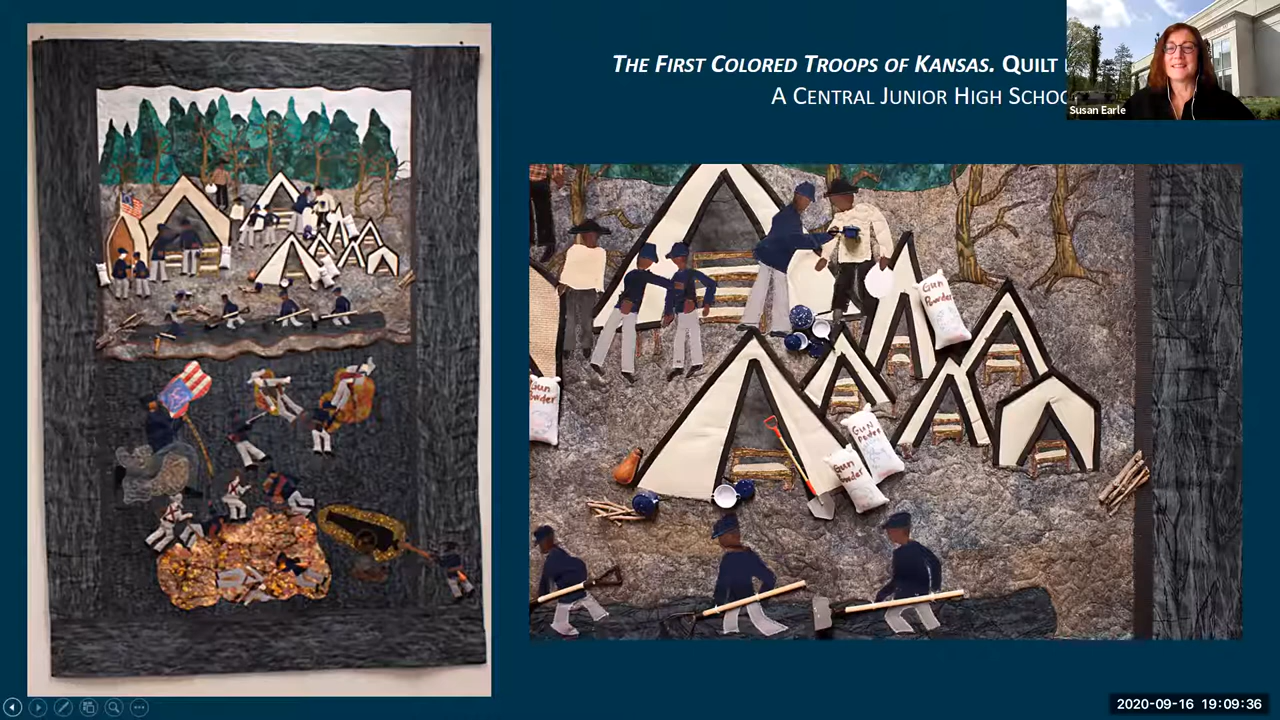 THE FIRST COLORED TROOPS OF KANSAS. QUILT
A CENTRAL JUNIOR HIGH SCHOO
Susan Earle
Gun
Powder
Gun
Powder
Gun
Poder
Gun
Powder
2020-09-16 19:09:36